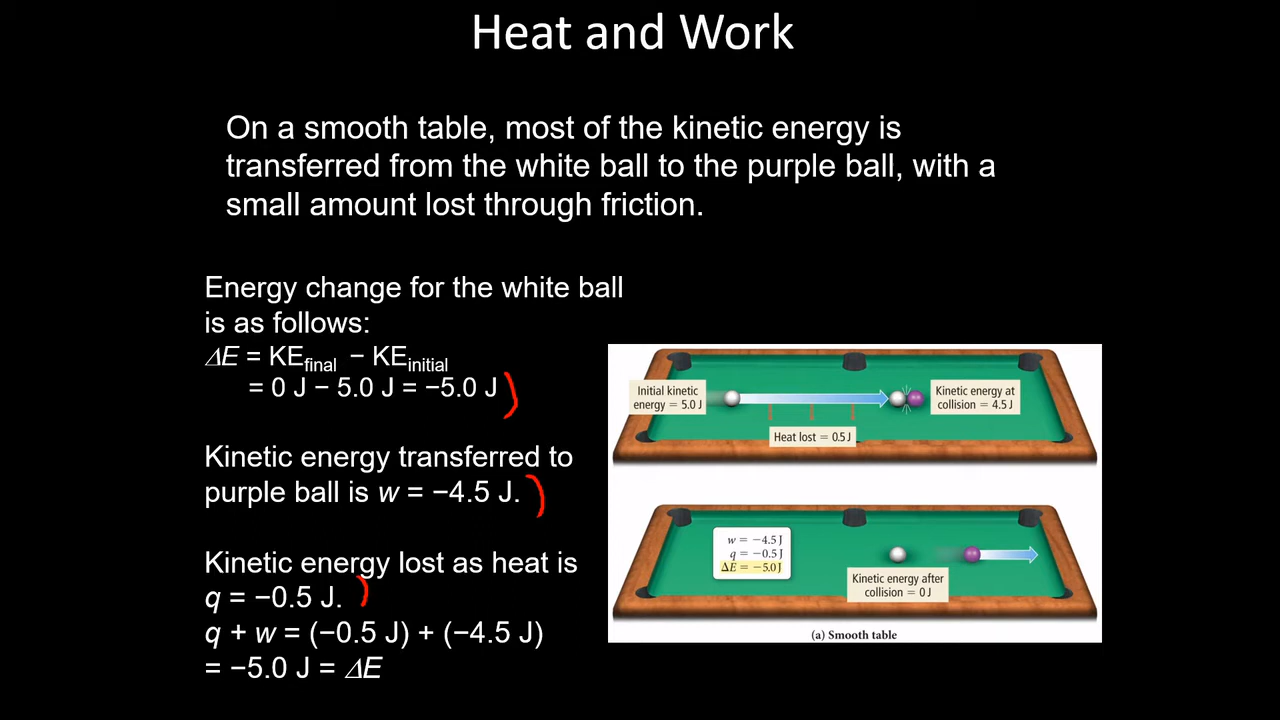 Heat and Work
On a smooth table, most of the kinetic energy is
transferred from the white ball to the purple ball, with a
small amount lost through friction.
Energy change for the white ball
is as follows:
ΔE = KEfinal − KEinitial
= 0 J − 5.0 J = −5.0 J
Kinetic energy transferred to
purple ball is w = −4.5 J.
Kinetic energy lost as heat is
q = −0.5 J.
q + w = (−0.5 J) + (−4.5 J)
= −5.0 J = ΔE
Initial kinetic
energy = 5.0 J
Kinetic energy at
collision = 4.5 J
Heat lost = 0.5 J
w = −4.5 J
q = −0.5 J
ΔE = −5.0 J
Kinetic energy after
collision = 0 J
(a) Smooth table